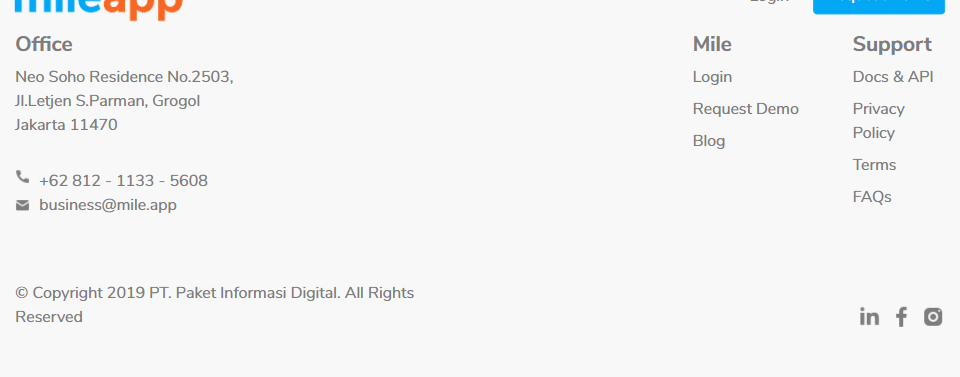 mileapp
Login
Office
Neo Soho Residence No.2503,
Jl.Letjen S.Parman, Grogol
Jakarta 11470
+62 812 - 1133 - 5608
business@mile.app
Mile
Login
Request Demo
Blog
Support
Docs & API
Privacy
Policy
Terms
FAQs
© Copyright 2019 PT. Paket Informasi Digital. All Rights
Reserved